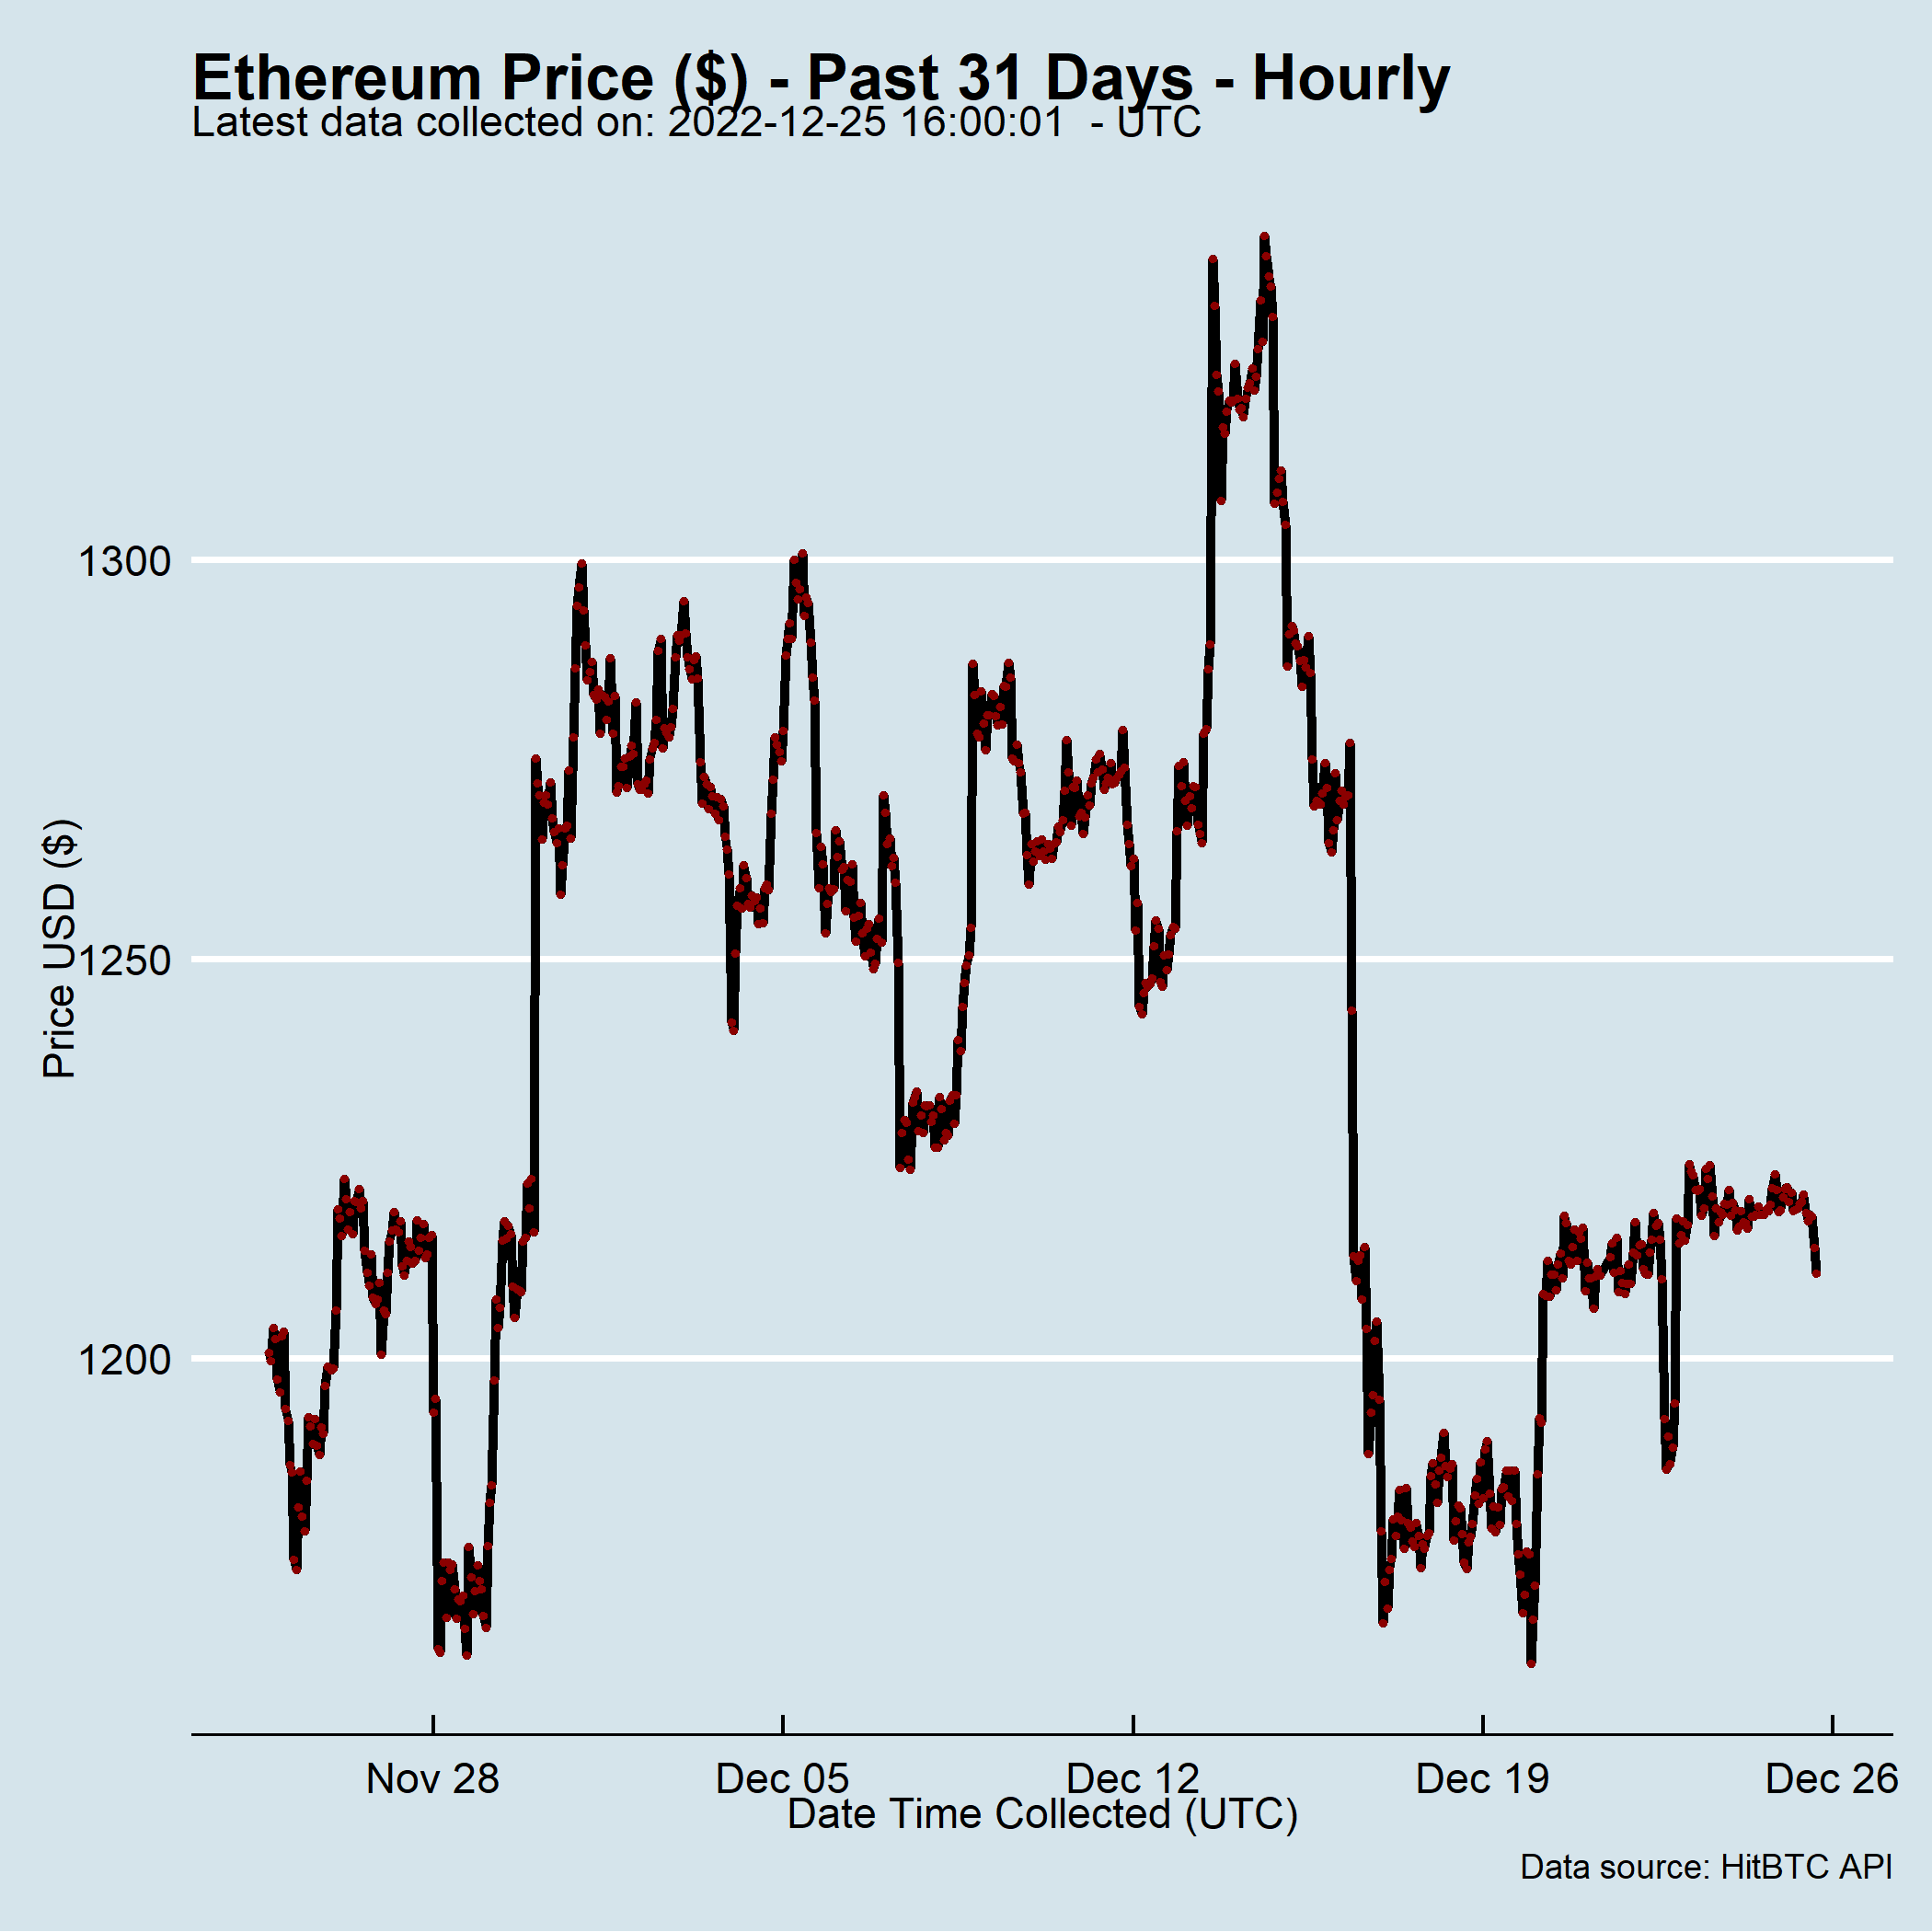 Ethereum Price ($) - Past 31 Days - Hourly
Latest data collected on: 2022-12-25 16:00:01  - UTC
Price USD ($)
1300
1250
1200
Nov 28 Dec 05 Dec 12 Dec 19 Dec 26
Date Time Collected (UTC)
Data source: HitBTC API